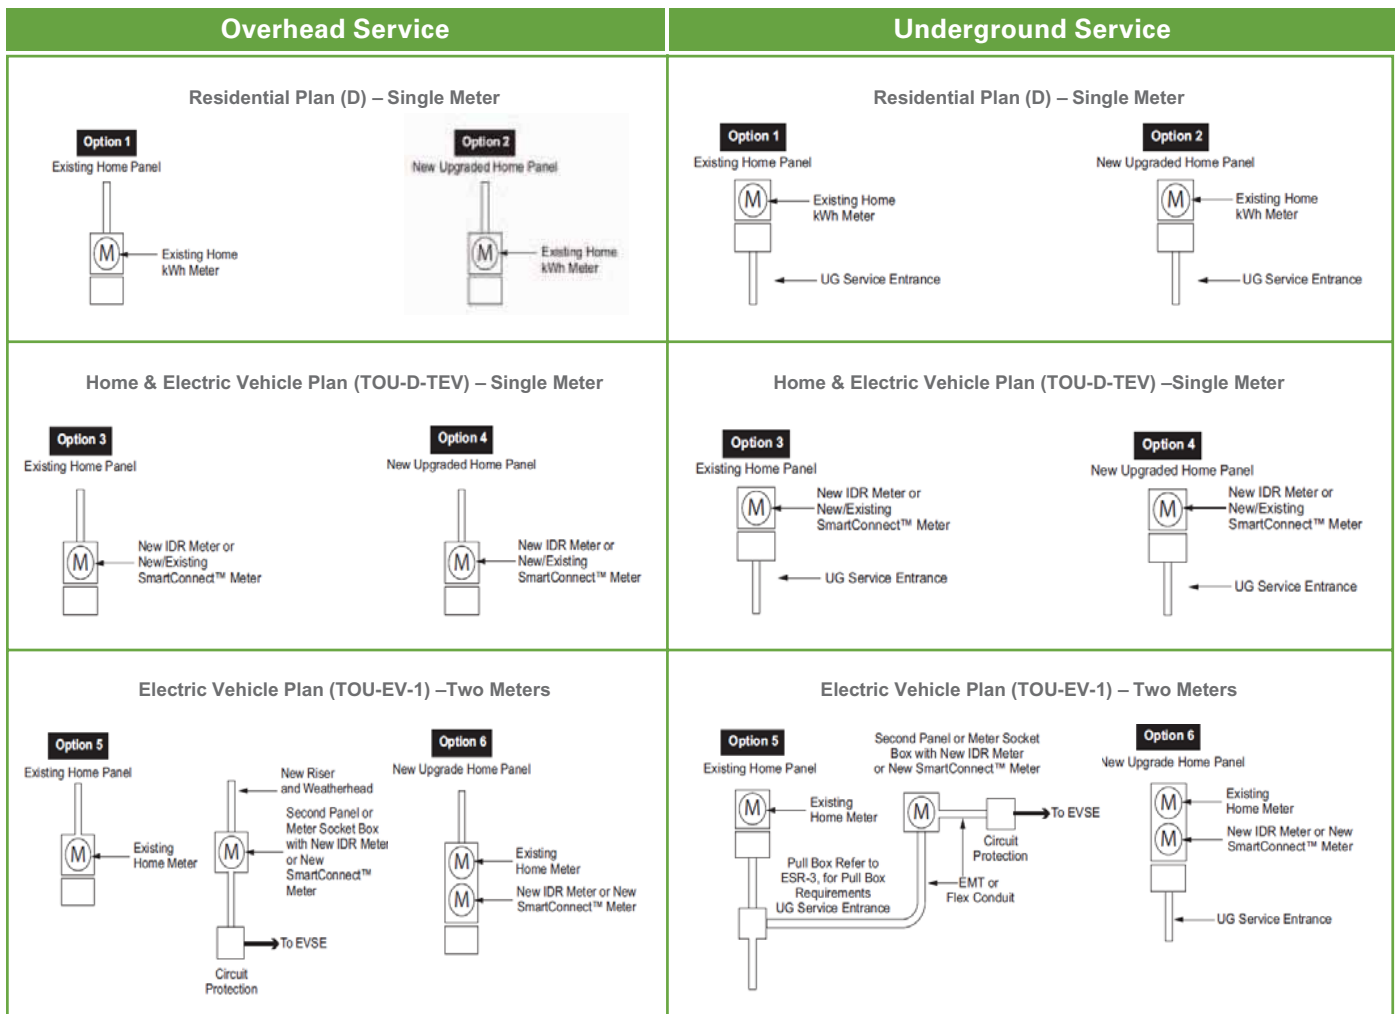 Overhead Service
Underground Service
Residential Plan (D) – Single Meter
Option 1
Existing Home Panel
M
Existing Home
kWh Meter
Option 2
New Upgraded Home Panel
M
Existing Home
kWh Meter
Residential Plan (D) – Single Meter
Option 1
Existing Home Panel
M
Existing Home
kWh Meter
UG Service Entrance
Option 2
New Upgraded Home Panel
M
Existing Home
kWh Meter
UG Service Entrance
Home & Electric Vehicle Plan (TOU-D-TEV) – Single Meter
Option 3
Existing Home Panel
M
New IDR Meter or
New/Existing
SmartConnect™ Meter
Option 4
New Upgraded Home Panel
M
New IDR Meter or
New/Existing
SmartConnect™ Meter
Home & Electric Vehicle Plan (TOU-D-TEV) –Single Meter
Option 3
Existing Home Panel
M
New IDR Meter or
New/Existing
SmartConnect™ Meter
UG Service Entrance
Option 4
New Upgraded Home Panel
M
New IDR Meter or
New/Existing
SmartConnect™ Meter
UG Service Entrance
Electric Vehicle Plan (TOU-EV-1) –Two Meters
Option 5
Existing Home Panel
M
Existing
Home Meter
New Riser
and Weatherhead
M
Second Panel or
Meter Socket Box
with New IDR Meter
or New
SmartConnect™
Meter
To EVSE
Circuit
Protection
Option 6
New Upgrade Home Panel
M
Existing
Home Meter
M
New IDR Meter or New
SmartConnect™ Meter
Electric Vehicle Plan (TOU-EV-1) – Two Meters
Option 5
Existing Home Panel
M
Existing
Home Meter
Second Panel or Meter Socket
Box with New IDR Meter
or New SmartConnect™ Meter
M
To EVSE
Circuit
Protection
Pull Box Refer to
ESR-3, for Pull Box
Requirements
UG Service Entrance
EMT or
Flex Conduit
Option 6
New Upgrade Home Panel
M
Existing
Home Meter
M
New IDR Meter or New
SmartConnect™ Meter
UG Service Entrance